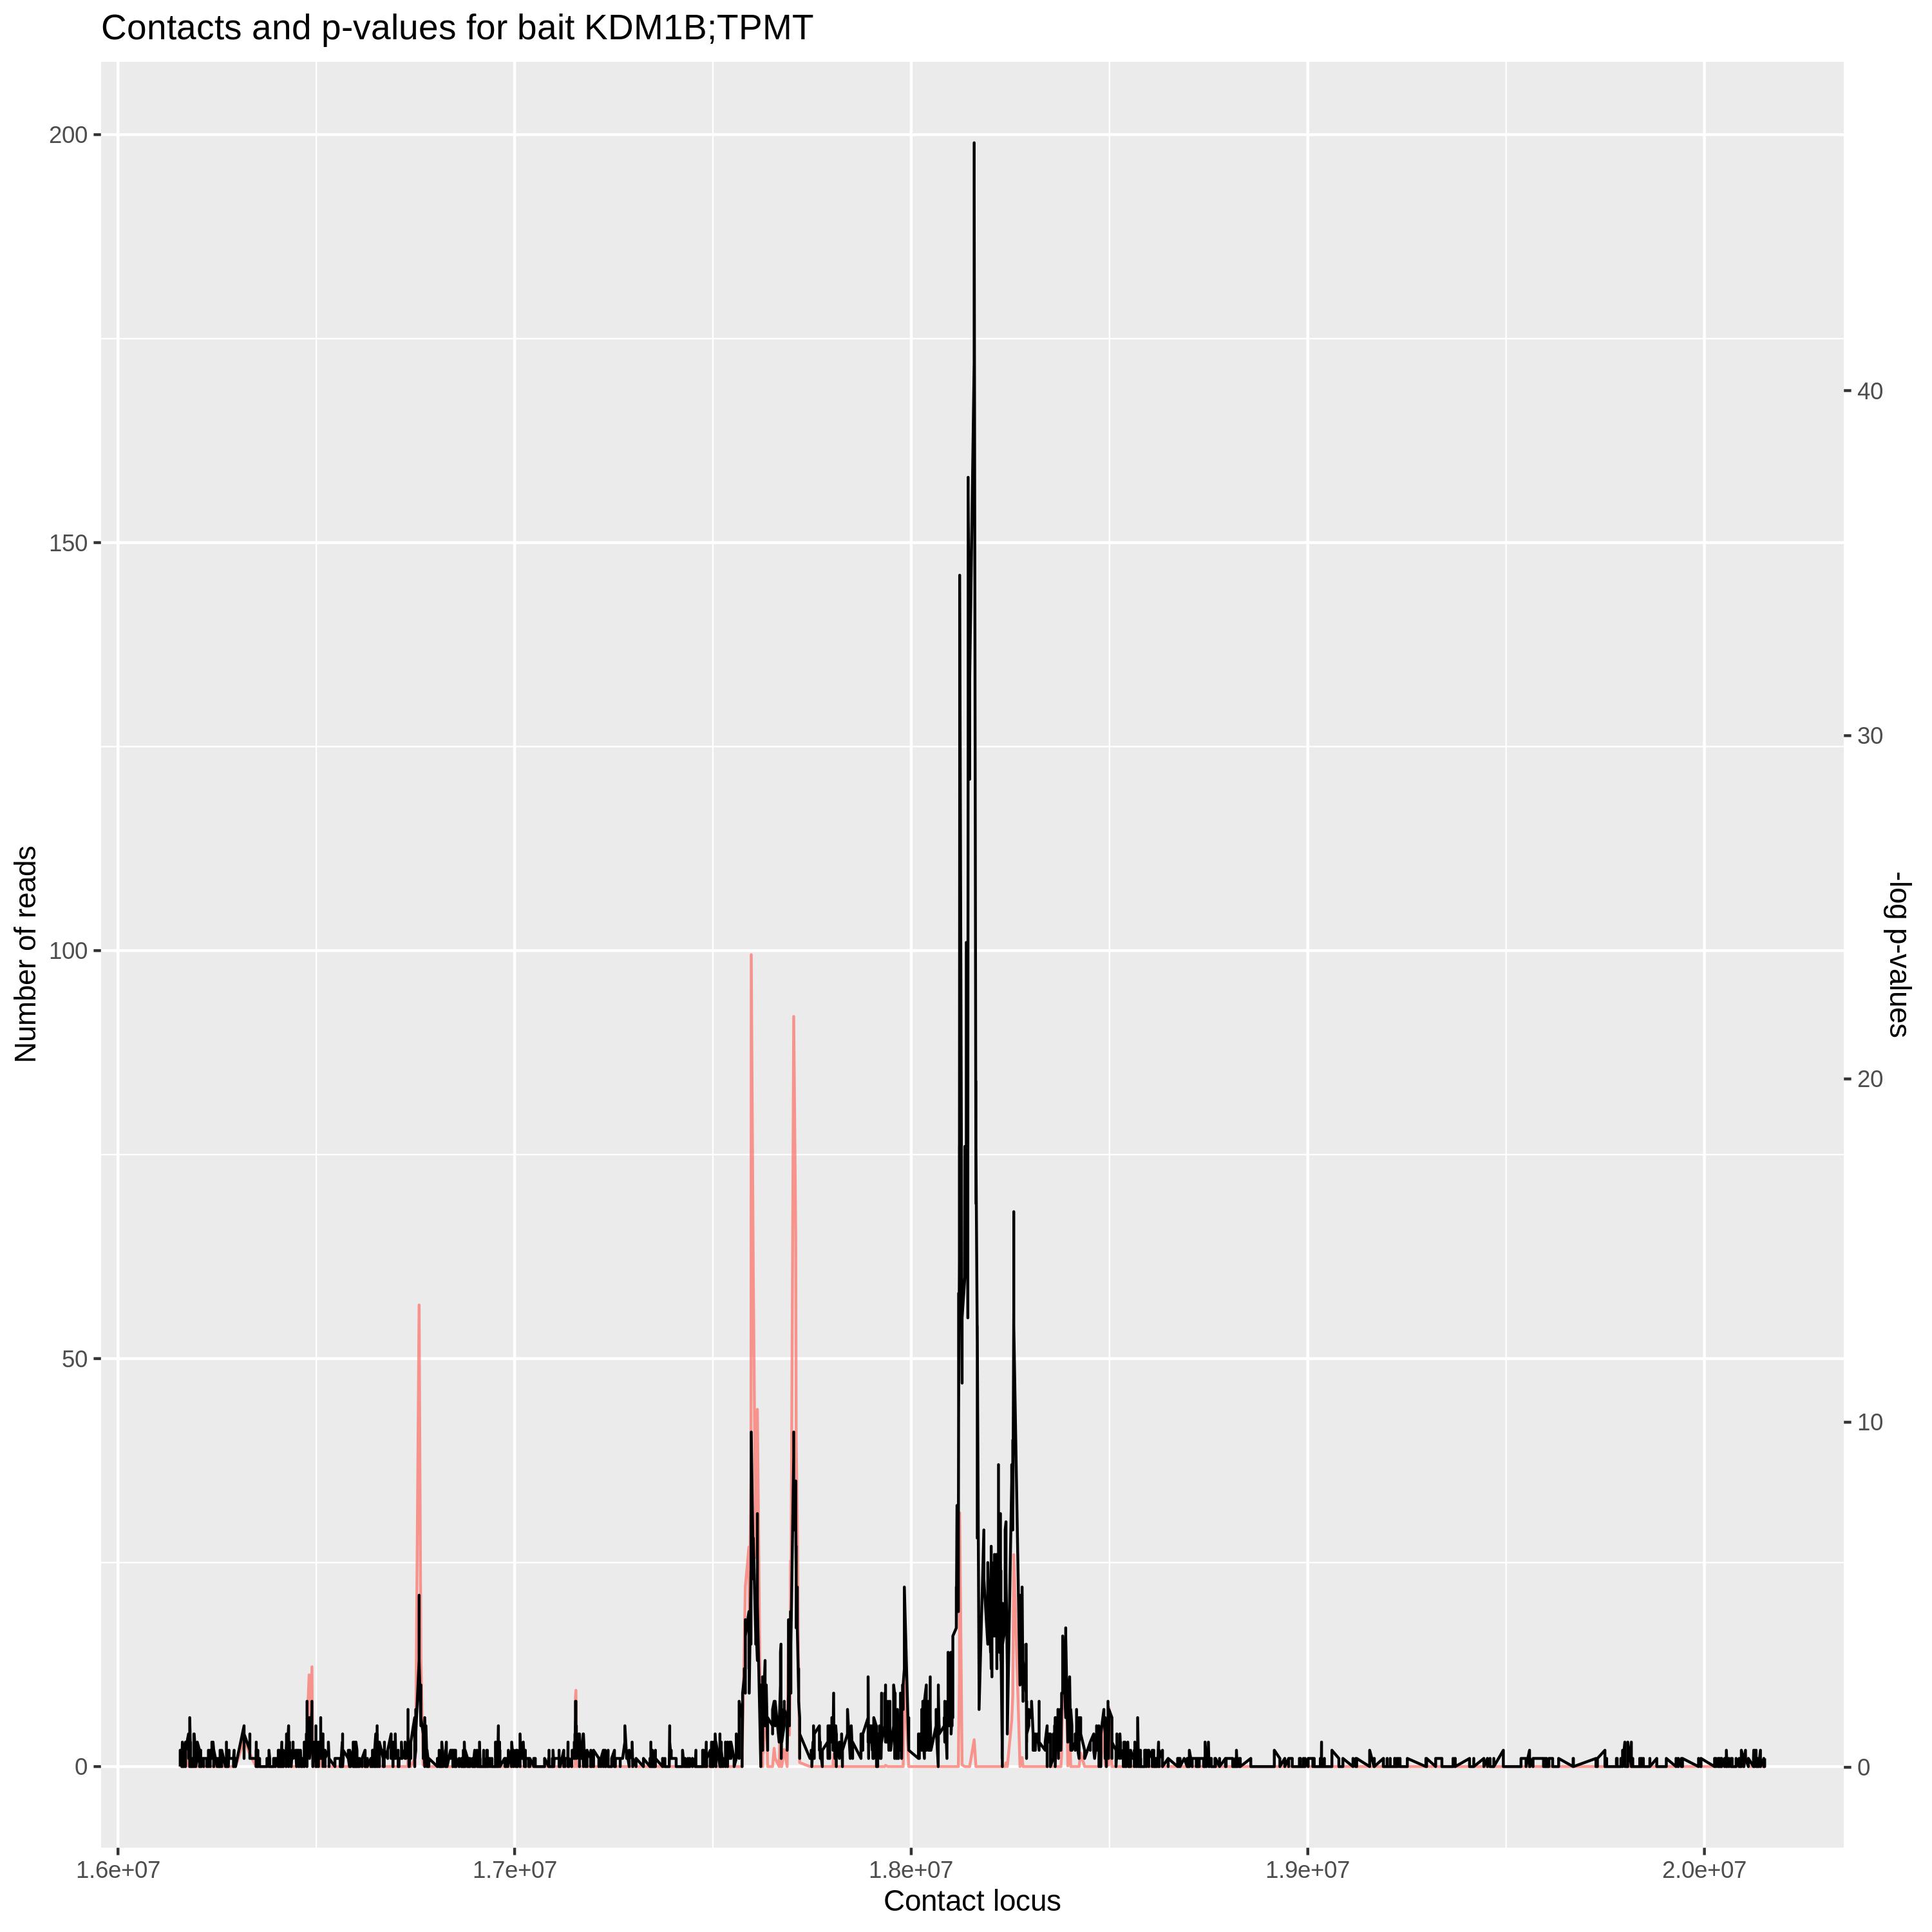 Contacts and p-values for bait KDM1B;TPMT
200
150
100
50
0
Number of reads
40
30
20
10
0
-log p-values
1.6e+07
1.7e+07
1.8e+07
1.9e+07
2.0e+07
Contact locus